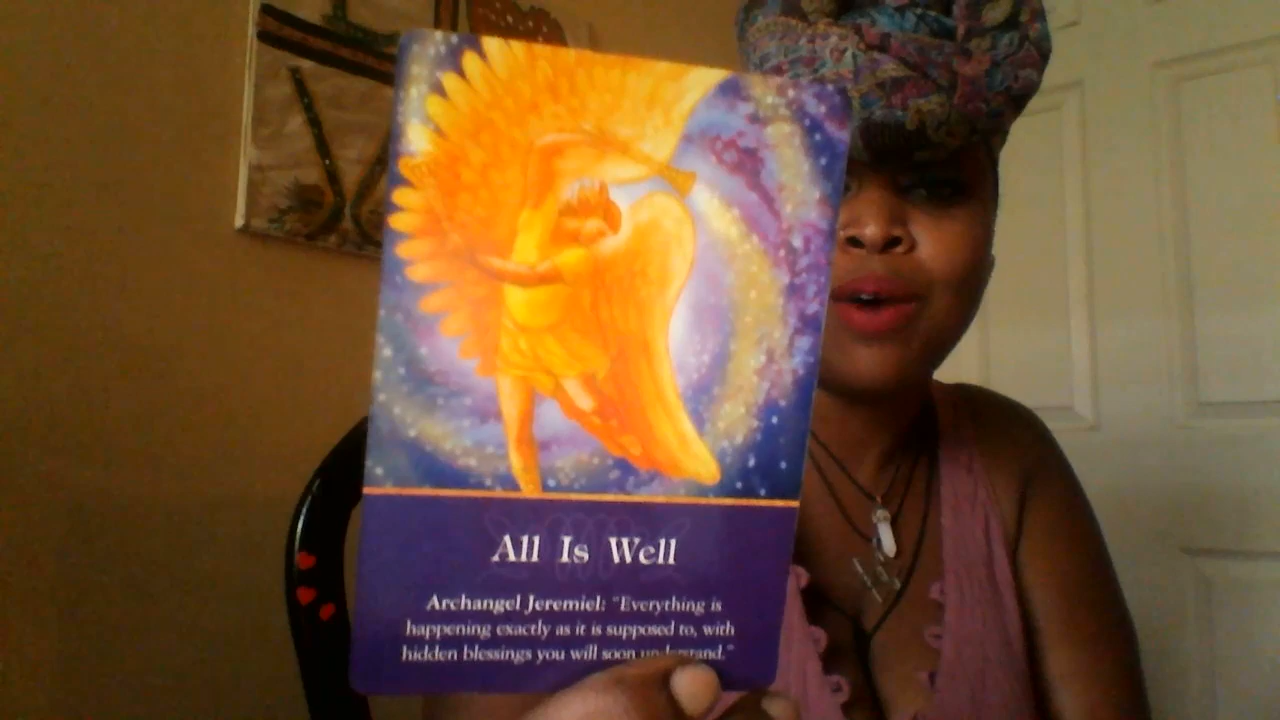 All Is Well
Archangel Jeremiel: "Everything is
happening exactly as it is supposed to, with
hidden blessings you will soon understand."